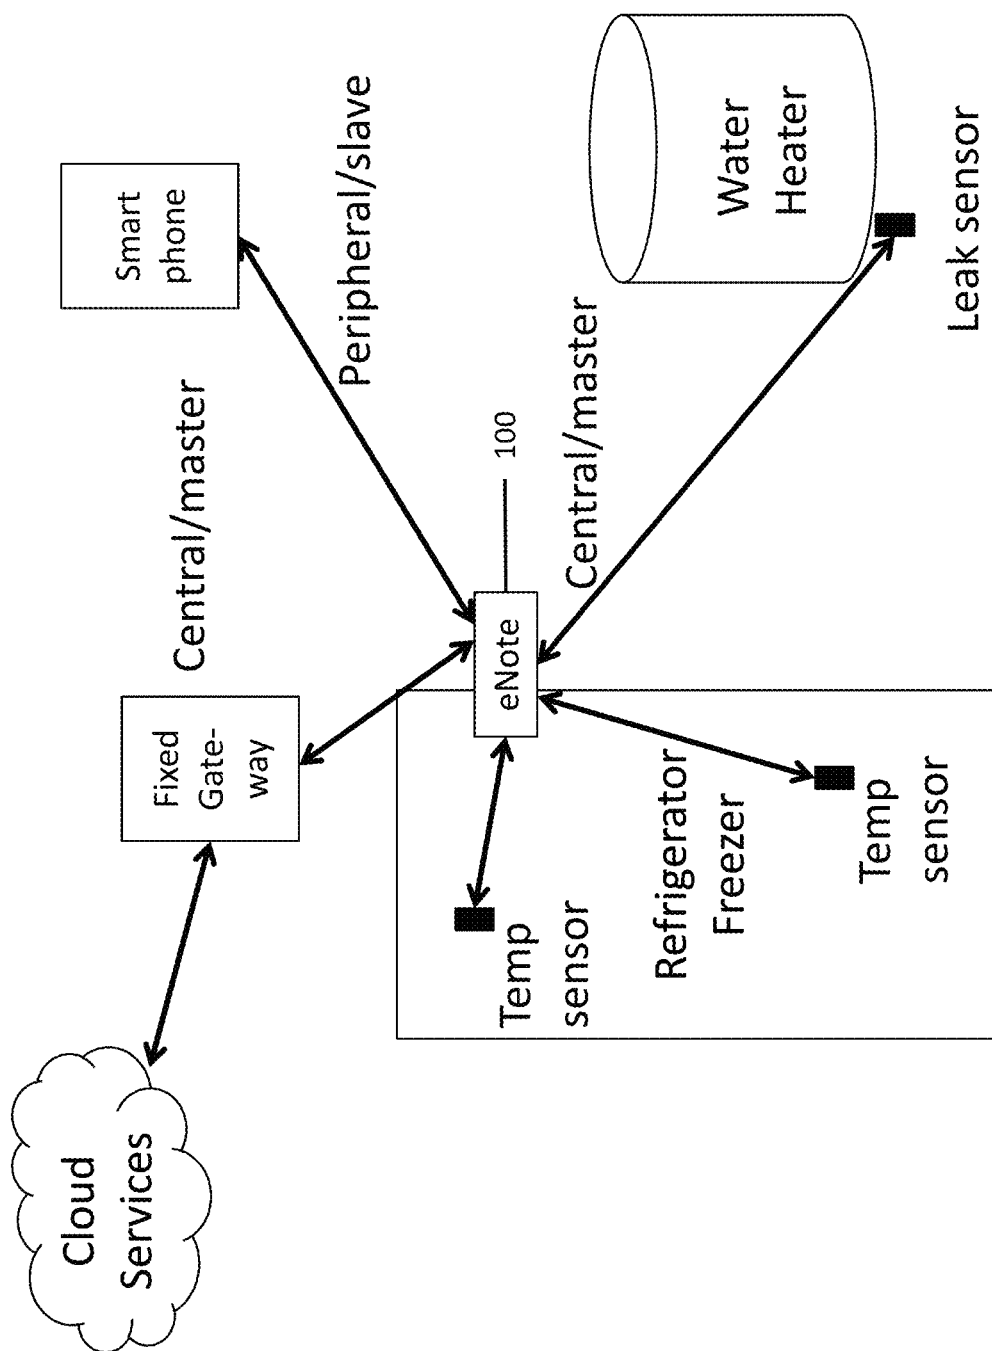 Cloud
Services
Fixed
Gate-
way
Central/master
Smart
phone
Peripheral/slave
eNote
100
Temp
sensor
Central/master
Refrigerator
Freezer
Water
Heater
Temp
sensor
Leak sensor